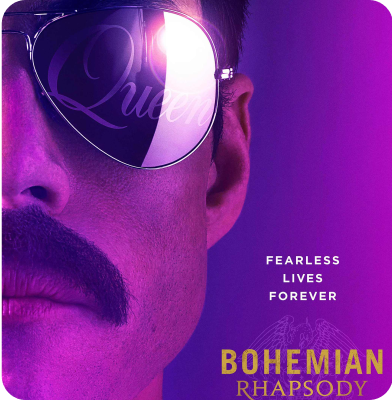 Queen
FEARLESS
LIVES
FOREVER
BOHEMIAN
RHAPSODY